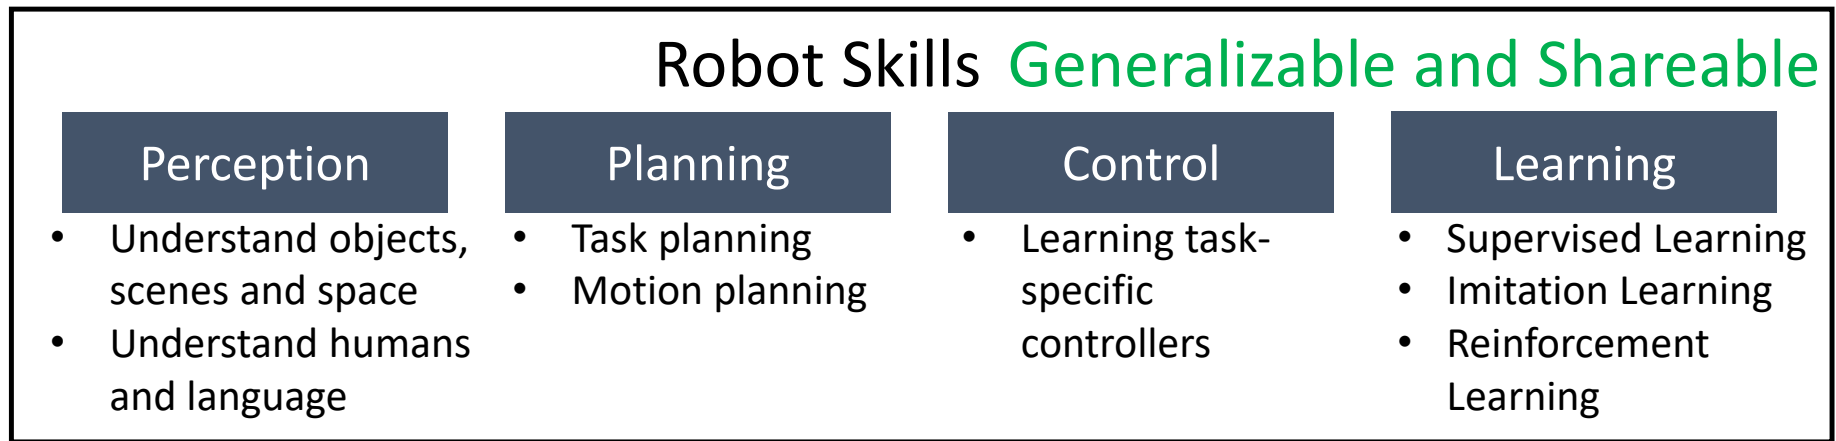 Robot Skills Generalizable and Shareable
Perception
• Understand objects,
scenes and space
• Understand humans
and language
Planning
• Task planning
• Motion planning
Control
• Learning task-
specific
controllers
Learning
• Supervised Learning
• Imitation Learning
• Reinforcement
Learning